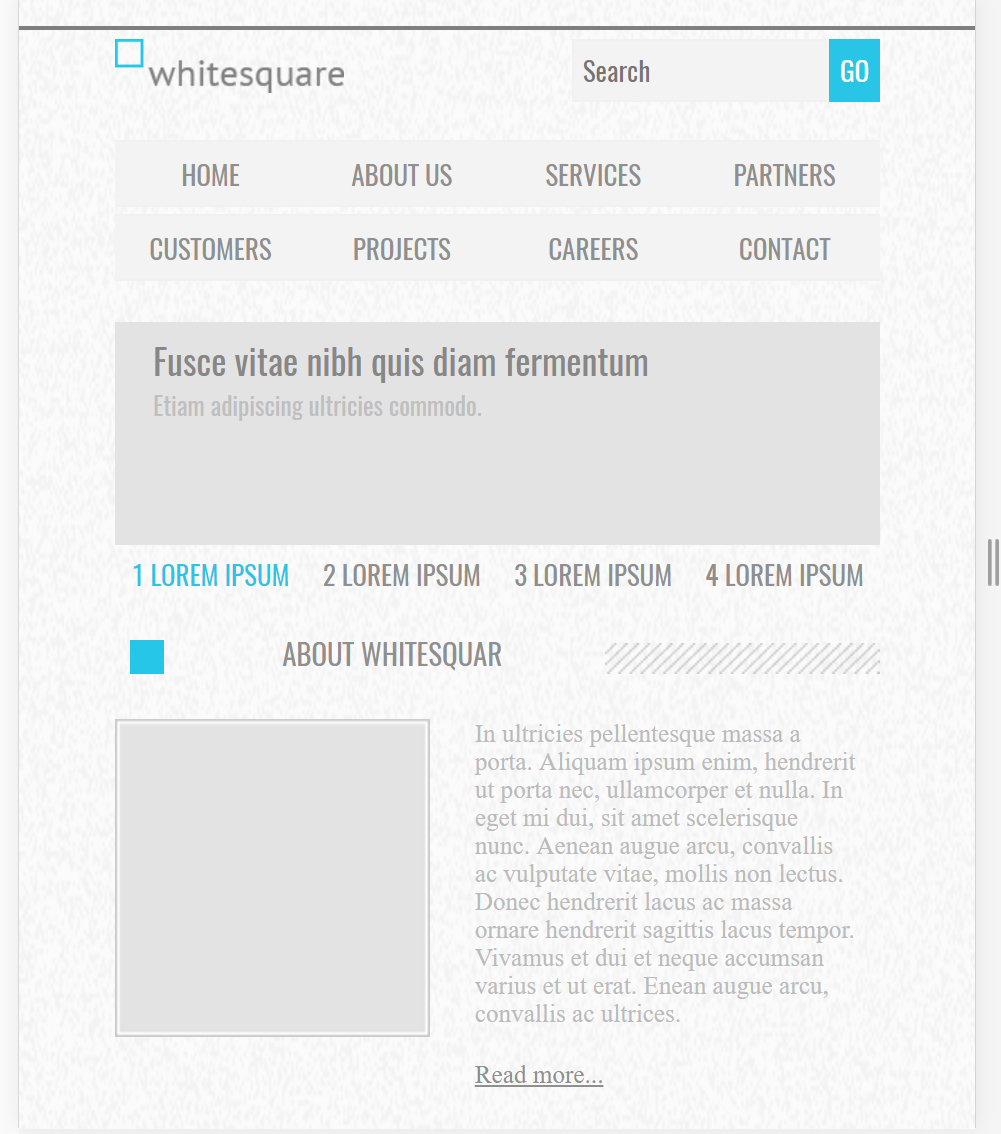 whitesquare
Search GO
HOME ABOUT US SERVICES PARTNERS
CUSTOMERS PROJECTS CAREERS CONTACT
Fusce vitae nibh quis diam fermentum
Etiam adipiscing ultricies commodo.
1 LOREM IPSUM 2 LOREM IPSUM 3 LOREM IPSUM 4 LOREM IPSUM
ABOUT WHITESQUAR
In ultricies pellentesque massa a
porta. Aliquam ipsum enim, hendrerit
ut porta nec, ullamcorper et nulla. In
eget mi dui, sit amet scelerisque
nunc. Aenean augue arcu, convallis
ac vulputate vitae, mollis non lectus.
Donec hendrerit lacus ac massa
ornare hendrerit sagittis lacus tempor.
Vivamus et dui et neque accumsan
varius et ut erat. Enean augue arcu,
convallis ac ultrices.
Read more...